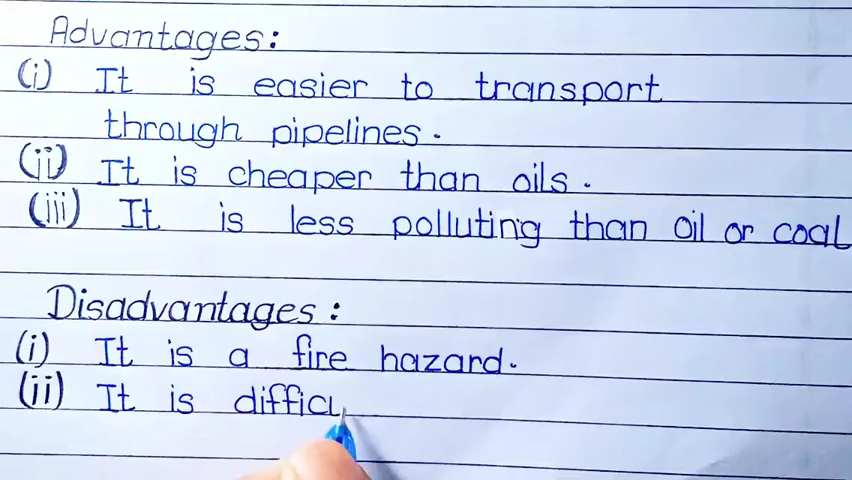 Advantages:
(i) It is easier to transport
through pipelines.
(ii) It is cheaper than oils.
(iii) It is less polluting than oil or coal
Disadvantages:
(i) It is a fire hazard.
(ii) It is difficu